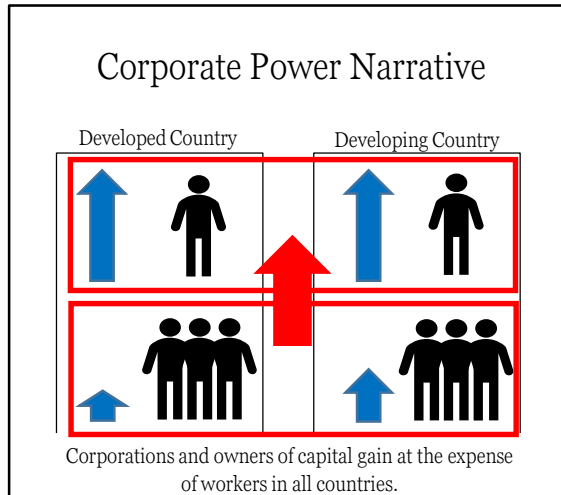 Corporate Power Narrative
Developed Country
Developing Country
Corporations and owners of capital gain at the expense
of workers in all countries.